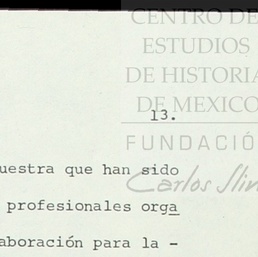 CENTRO DE
ESTUDIOS
DE HISTORIA
DE MEXICO
13.
FUNDACIÓ
Carlos Slim
uestra que han sido
profesionales orga
aboración para la -